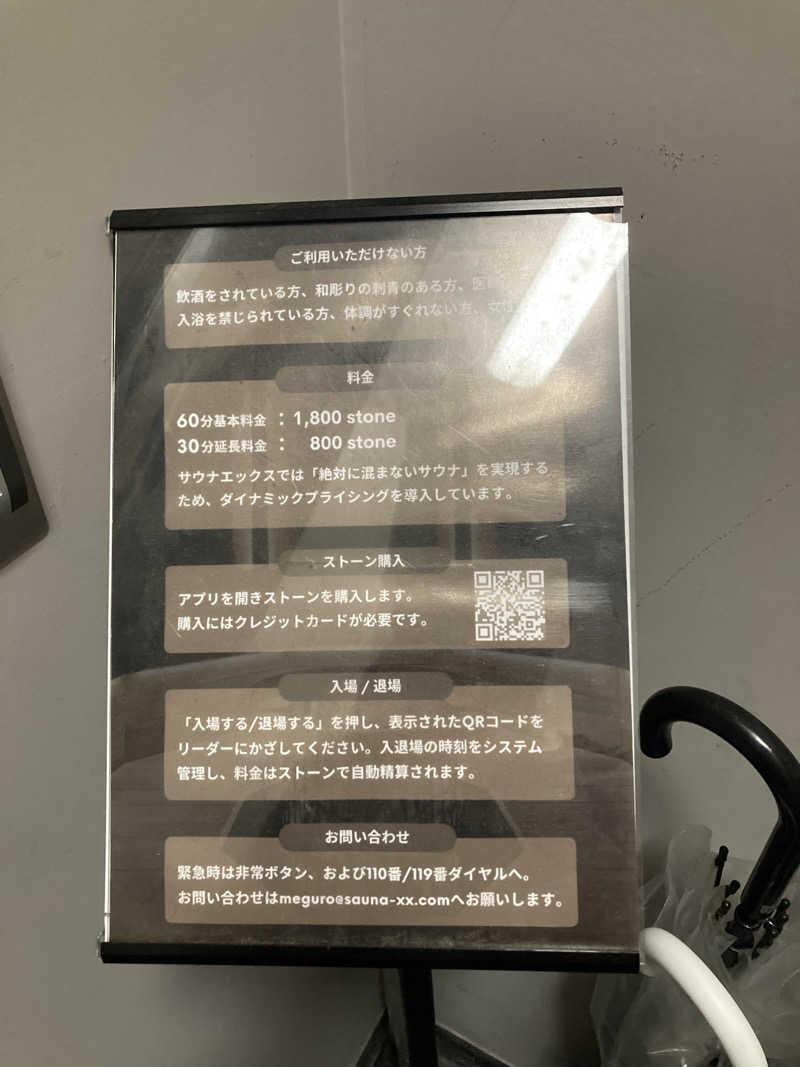 ご利用いただけない方
飲酒をされている方、和彫りの刺青のある方、医
入浴を禁じられている方、体調がすぐれない方、女性
料金
60分基本料金 : 1,800 stone
30分延長料金 : 800 stone
サウナエックスでは「絶対に混まないサウナ」を実現する
ため、ダイナミックプライシングを導入しています。
ストーン購入
アプリを開きストーンを購入します。
購入にはクレジットカードが必要です。
入場 / 退場
「入場する/退場する」を押し、表示されたQRコードを
リーダーにかざしてください。入退場の時刻をシステム
管理し、料金はストーンで自動精算されます。
お問い合わせ
緊急時は非常ボタン、および110番/119番ダイヤルへ。
お問い合わせはmeguro@sauna-xx.comへお願いします。